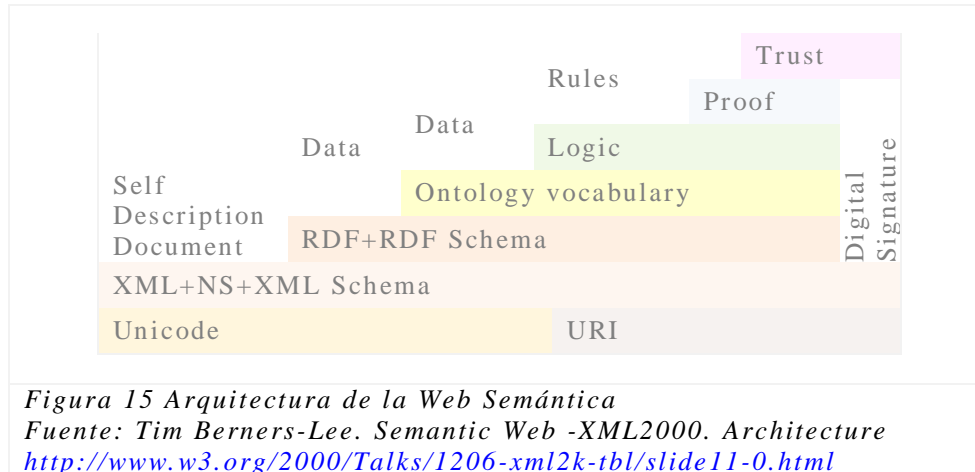 Trust
Rules
Proof
Data
Data
Logic
Self
Description
Document
Ontology vocabulary
RDF+RDF Schema
Digital
Signature
XML+NS+XML Schema
Unicode
URI
Figura 15 Arquitectura de la Web Semántica
Fuente: Tim Berners-Lee. Semantic Web -XML2000. Architecture
http://www.w3.org/2000/Talks/1206-xml2k-tbl/slide11-0.html